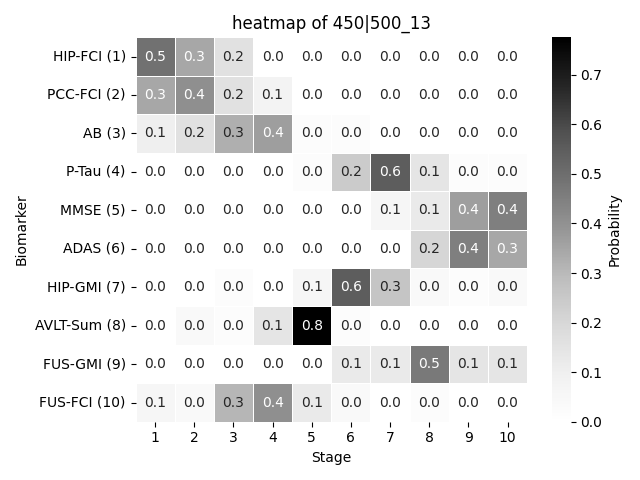 heatmap of 450|500_13
HIP-FCI (1) 0.5 0.3 0.2 0.0 0.0 0.0 0.0 0.0 0.0 0.0
PCC-FCI (2) 0.3 0.4 0.2 0.1 0.0 0.0 0.0 0.0 0.0 0.0
AB (3) 0.1 0.2 0.3 0.4 0.0 0.0 0.0 0.0 0.0 0.0
P-Tau (4) 0.0 0.0 0.0 0.0 0.0 0.2 0.6 0.1 0.0 0.0
MMSE (5) 0.0 0.0 0.0 0.0 0.0 0.0 0.1 0.1 0.4 0.4
ADAS (6) 0.0 0.0 0.0 0.0 0.0 0.0 0.0 0.2 0.4 0.3
HIP-GMI (7) 0.0 0.0 0.0 0.0 0.1 0.6 0.3 0.0 0.0 0.0
AVLT-Sum (8) 0.0 0.0 0.0 0.1 0.8 0.0 0.0 0.0 0.0 0.0
FUS-GMI (9) 0.0 0.0 0.0 0.0 0.0 0.1 0.1 0.5 0.1 0.1
FUS-FCI (10) 0.1 0.0 0.3 0.4 0.1 0.0 0.0 0.0 0.0 0.0
1 2 3 4 5 6 7 8 9 10
Stage
Biomarker
0.7
0.6
0.5
0.4
0.3
0.2
0.1
0.0
Probability